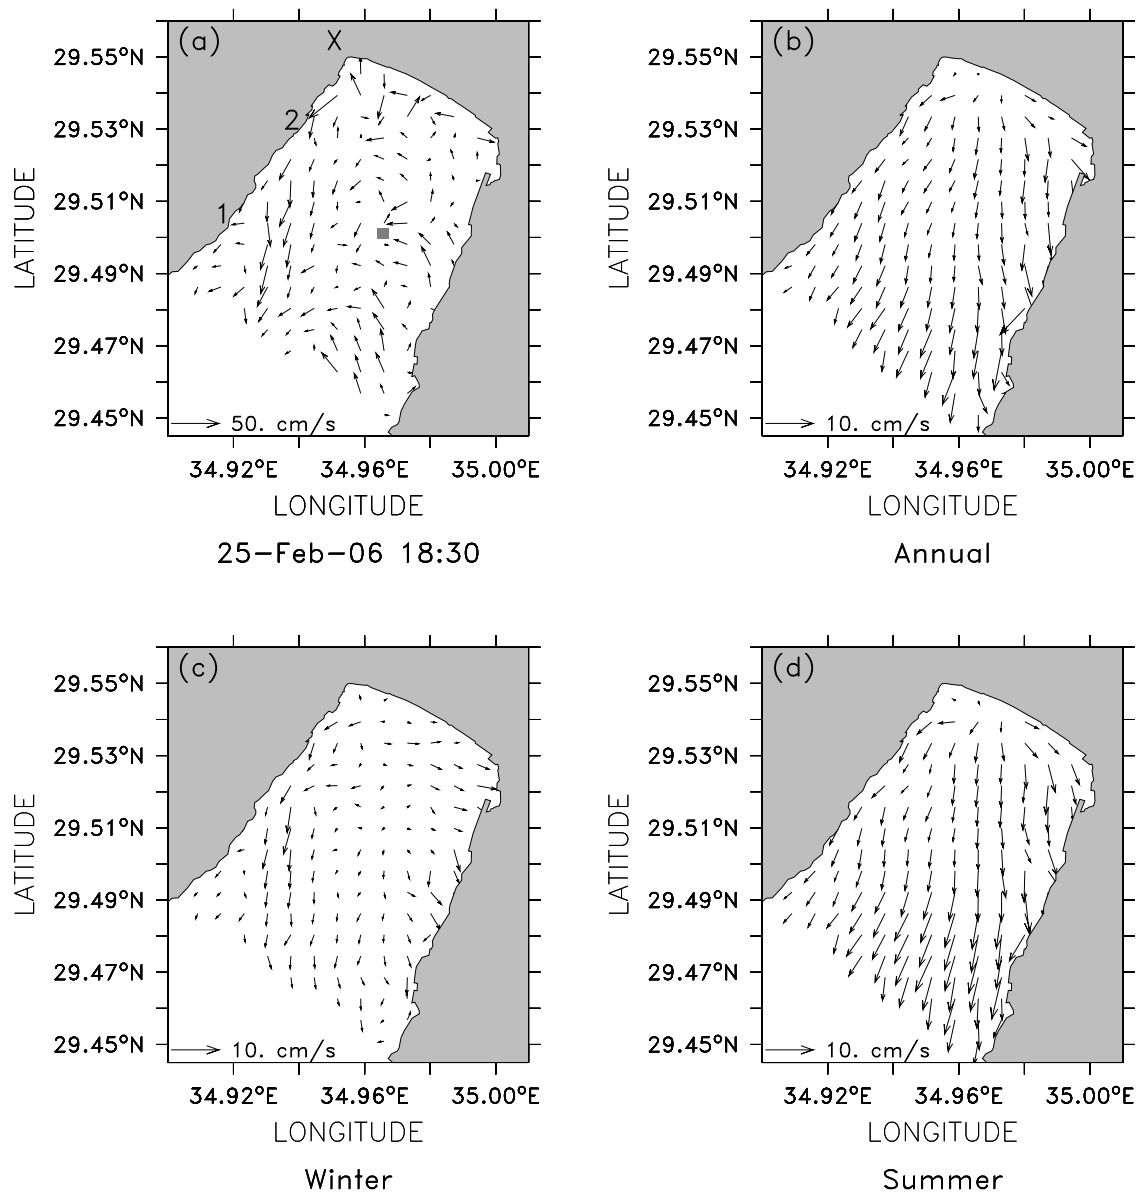 (a)
X
2
1
29.55°N
29.53°N
29.51°N
29.49°N
29.47°N
29.45°N
LATITUDE
50. cm/s
34.92°E 34.96°E 35.00°E
LONGITUDE
25-Feb-06 18:30
(b)
29.55°N
29.53°N
29.51°N
29.49°N
29.47°N
29.45°N
LATITUDE
10. cm/s
34.92°E 34.96°E 35.00°E
LONGITUDE
Annual
(c)
29.55°N
29.53°N
29.51°N
29.49°N
29.47°N
29.45°N
LATITUDE
10. cm/s
34.92°E 34.96°E 35.00°E
LONGITUDE
Winter
(d)
29.55°N
29.53°N
29.51°N
29.49°N
29.47°N
29.45°N
LATITUDE
10. cm/s
34.92°E 34.96°E 35.00°E
LONGITUDE
Summer